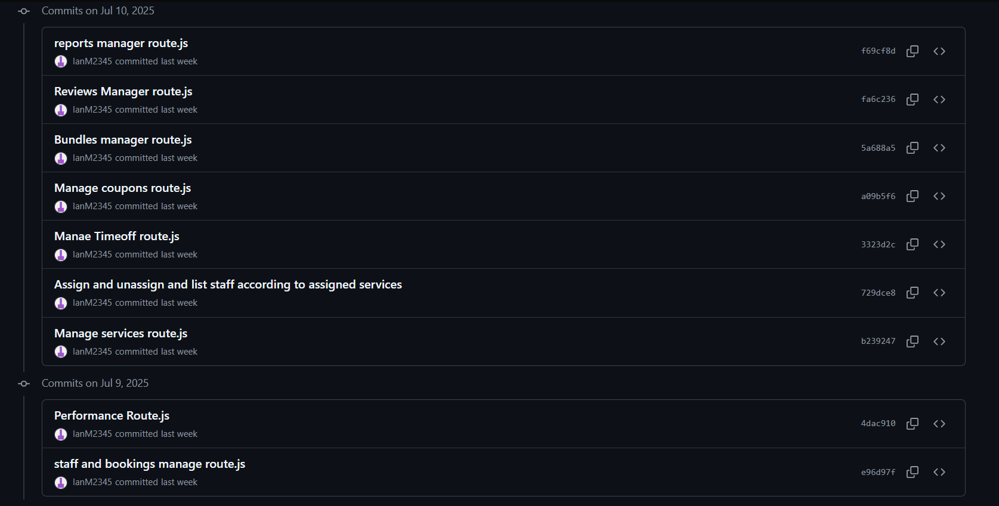 Commits on Jul 10, 2025
reports manager route.js
IanM2345 committed last week
f69cf8d
Reviews Manager route.js
IanM2345 committed last week
fa6c236
Bundles manager route.js
IanM2345 committed last week
5a688a5
Manage coupons route.js
IanM2345 committed last week
a09b5f6
Manae Timeoff route.js
IanM2345 committed last week
3323d2c
Assign and unassign and list staff according to assigned services
IanM2345 committed last week
729dce8
Manage services route.js
IanM2345 committed last week
b239247
Commits on Jul 9, 2025
Performance Route.js
IanM2345 committed last week
4dac910
staff and bookings manage route.js
IanM2345 committed last week
e96d97f